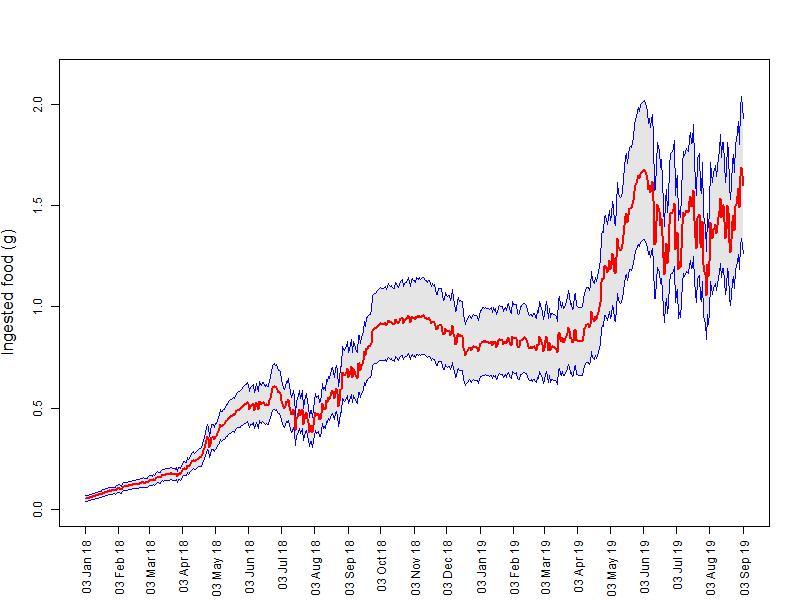 Ingested food (g)
2.0
1.5
1.0
0.5
0.0
03 Jan 18
03 Feb 18
03 Mar 18
03 Apr 18
03 May 18
03 Jun 18
03 Jul 18
03 Aug 18
03 Sep 18
03 Oct 18
03 Nov 18
03 Dec 18
03 Jan 19
03 Feb 19
03 Mar 19
03 Apr 19
03 May 19
03 Jun 19
03 Jul 19
03 Aug 19
03 Sep 19